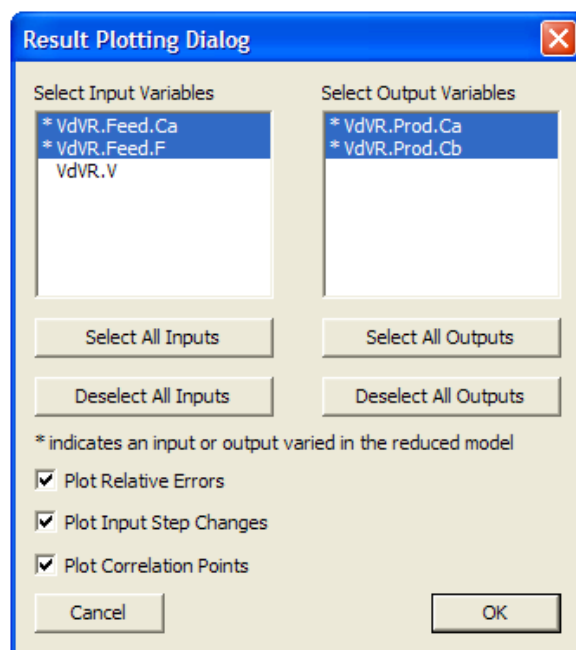 Result Plotting Dialog
Select Input Variables
* VdVR.Feed.Ca
* VdVR.Feed.F
VdVR.V
Select All Inputs
Deselect All Inputs
Select Output Variables
* VdVR.Prod.Ca
* VdVR.Prod.Cb
Select All Outputs
Deselect All Outputs
* indicates an input or output varied in the reduced model
Plot Relative Errors
Plot Input Step Changes
Plot Correlation Points
Cancel
OK